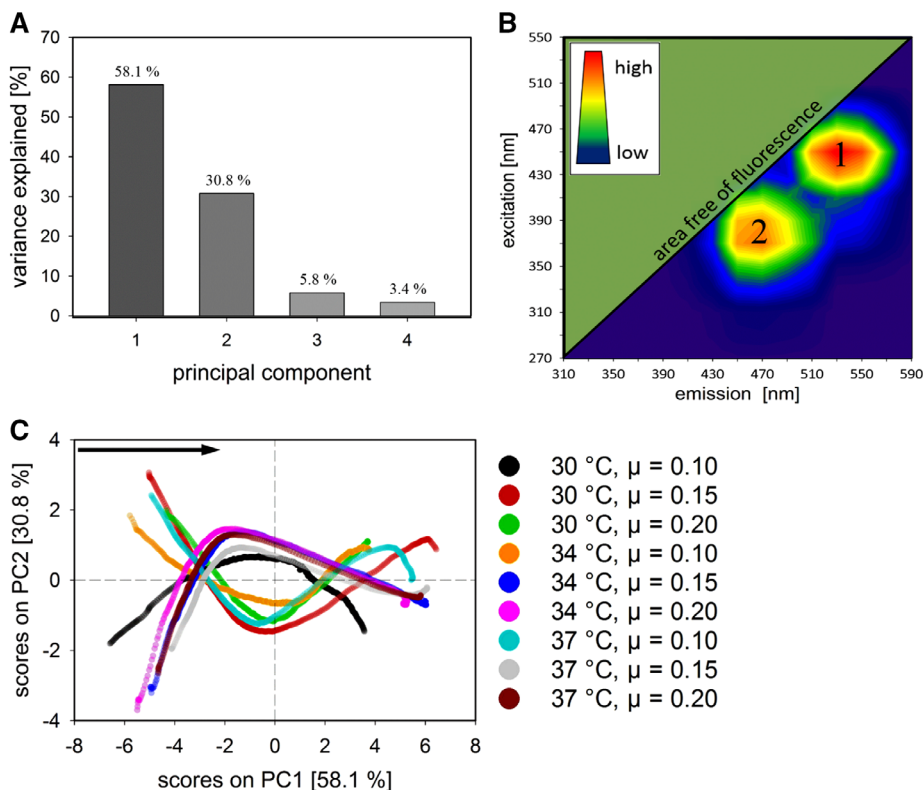 A
variance explained [%]
70
60
50
40
30
20
10
0
58.1 %
30.8 %
5.8 %
3.4 %
1
2
3
4
principal component
B
excitation [nm]
550
510
470
430
390
350
310
270
high
low
area free of fluorescence
1
2
310
350
390
430
470
510
550
590
emission [nm]
C
scores on PC2 [30.8 %]
4
2
0
-2
-4
-8
-6
-4
-2
0
2
4
6
8
scores on PC1 [58.1 %]
30 °C, μ = 0.10
30 °C, μ = 0.15
30 °C, μ = 0.20
34 °C, μ = 0.10
34 °C, μ = 0.15
34 °C, μ = 0.20
37 °C, μ = 0.10
37 °C, μ = 0.15
37 °C, μ = 0.20